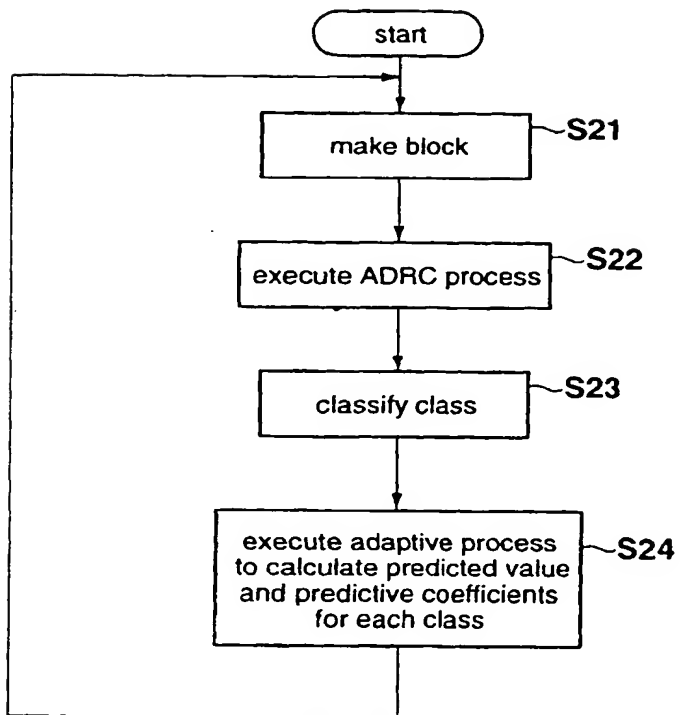 start
make block
S21
execute ADRC process
S22
classify class
S23
execute adaptive process
to calculate predicted value
and predictive coefficients
for each class
S24